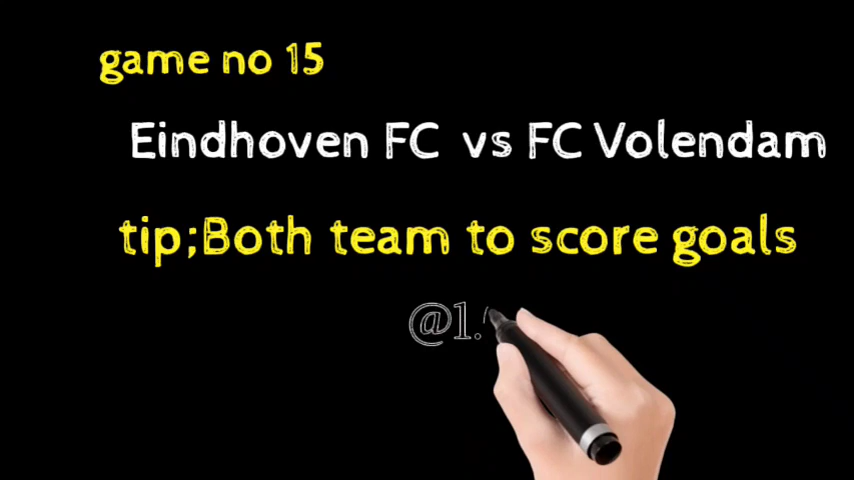 game no 15
Eindhoven FC vs FC Volendam
tip;Both team to score goals
@1.